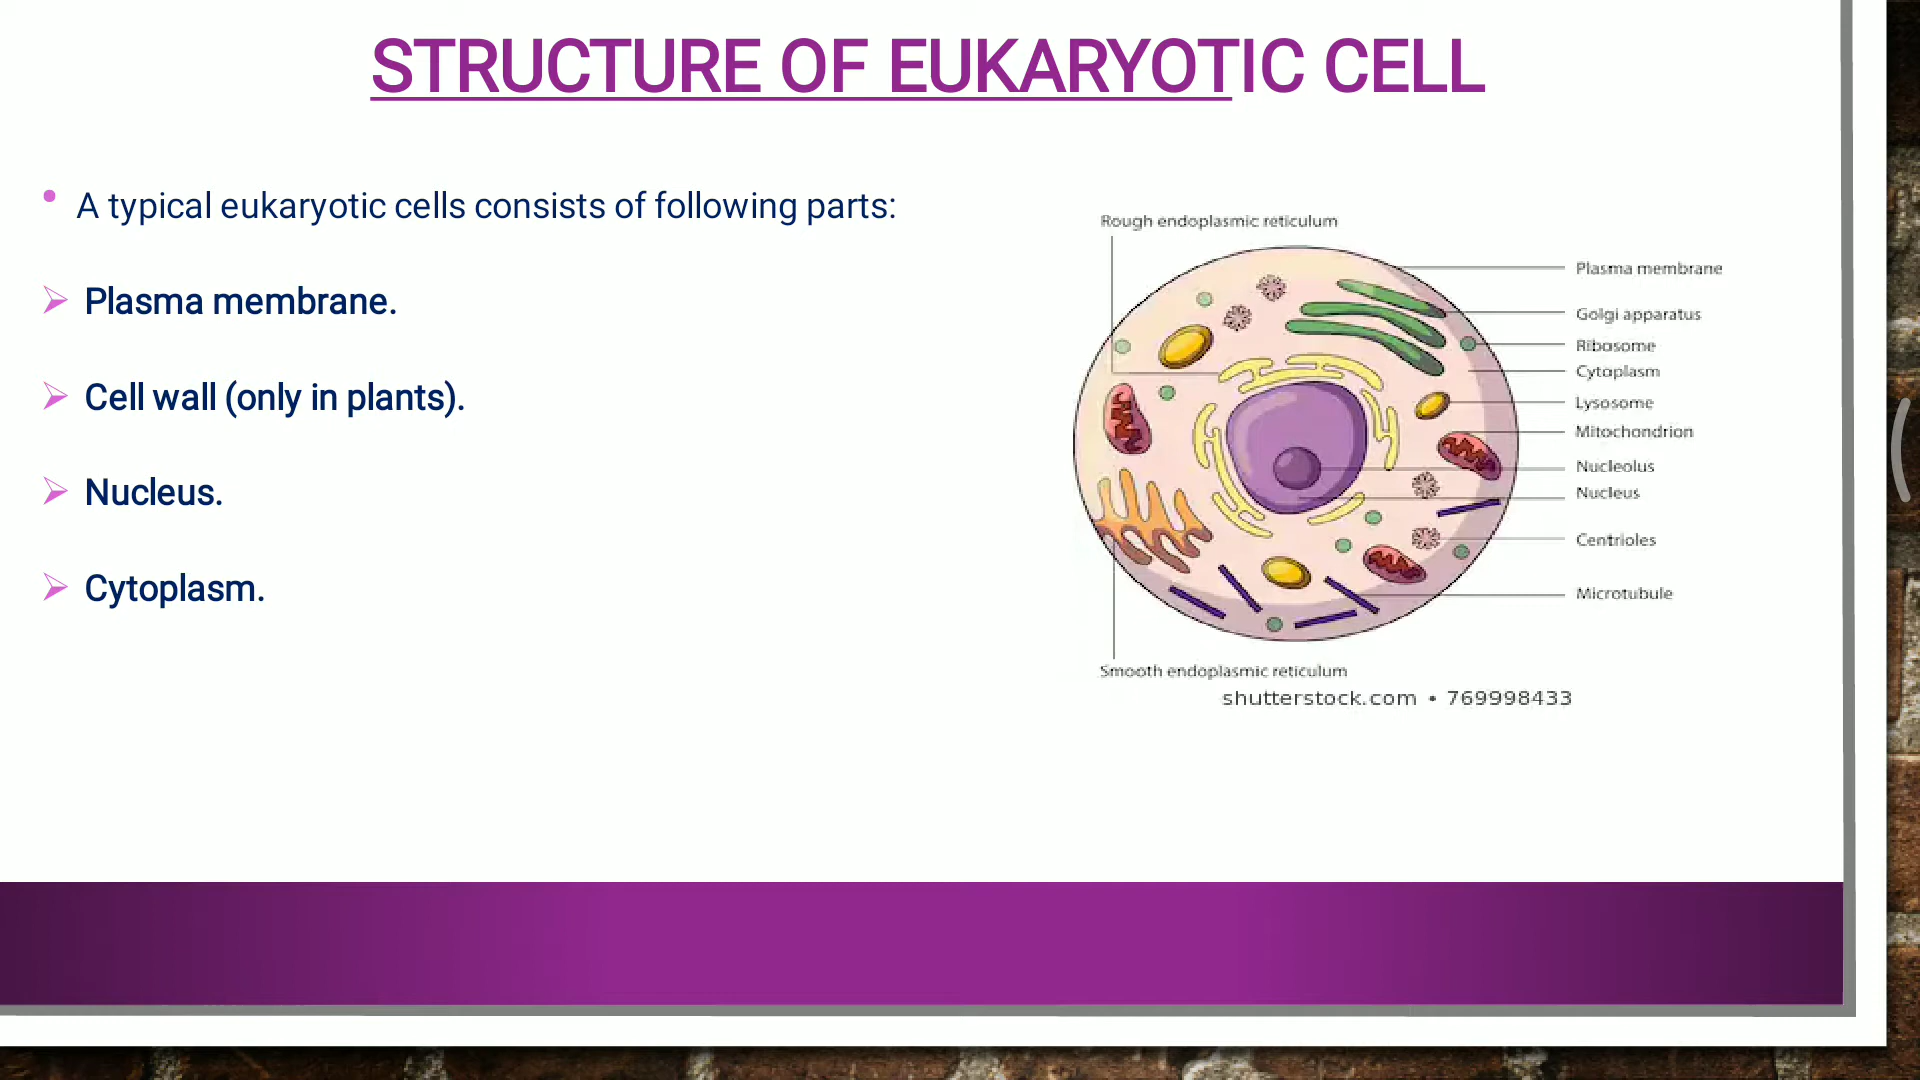 STRUCTURE OF EUKARYOTIC CELL
• A typical eukaryotic cells consists of following parts:
➢ Plasma membrane.
➢ Cell wall (only in plants).
➢ Nucleus.
➢ Cytoplasm.
Rough endoplasmic reticulum
Plasma membrane
Golgi apparatus
Ribosome
Cytoplasm
Lysosome
Mitochondrion
Nucleolus
Nucleus
Centrioles
Microtubule
Smooth endoplasmic reticulum
shutterstock.com • 769998433